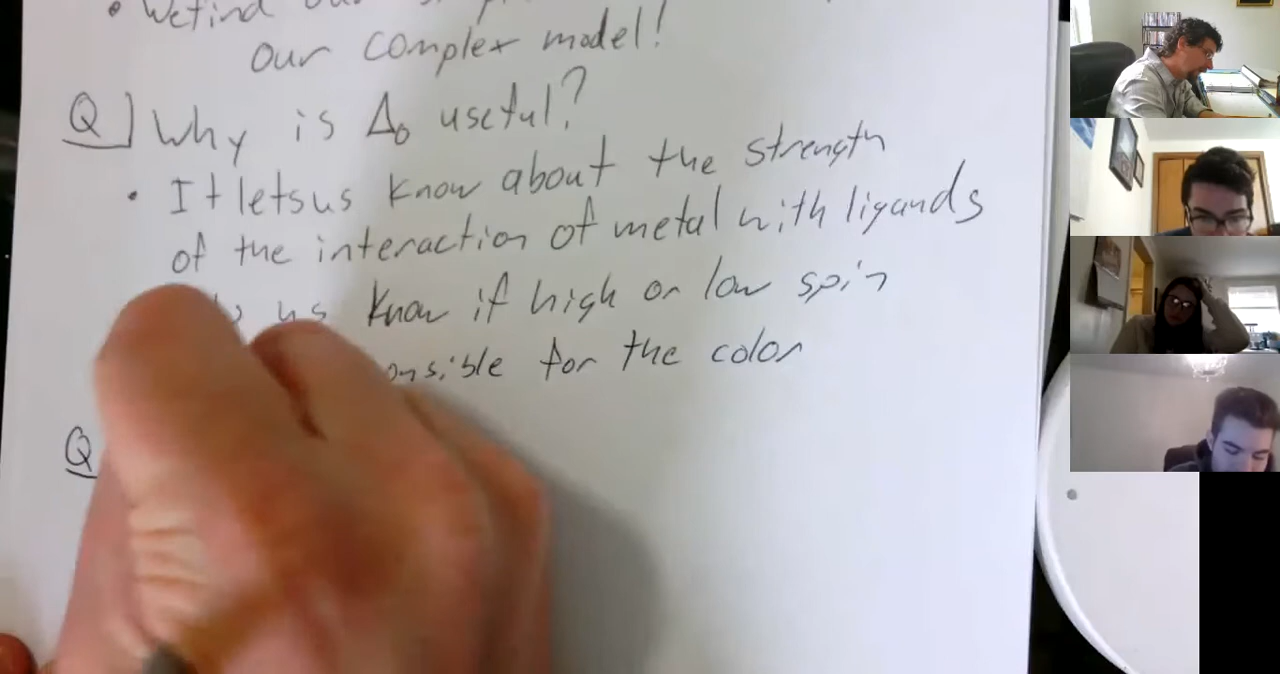 our complex model!
Q] Why is Δo useful?
• It lets us know about the strength
of the interaction of metal with ligands
us know if high or low spin
for the color
Q